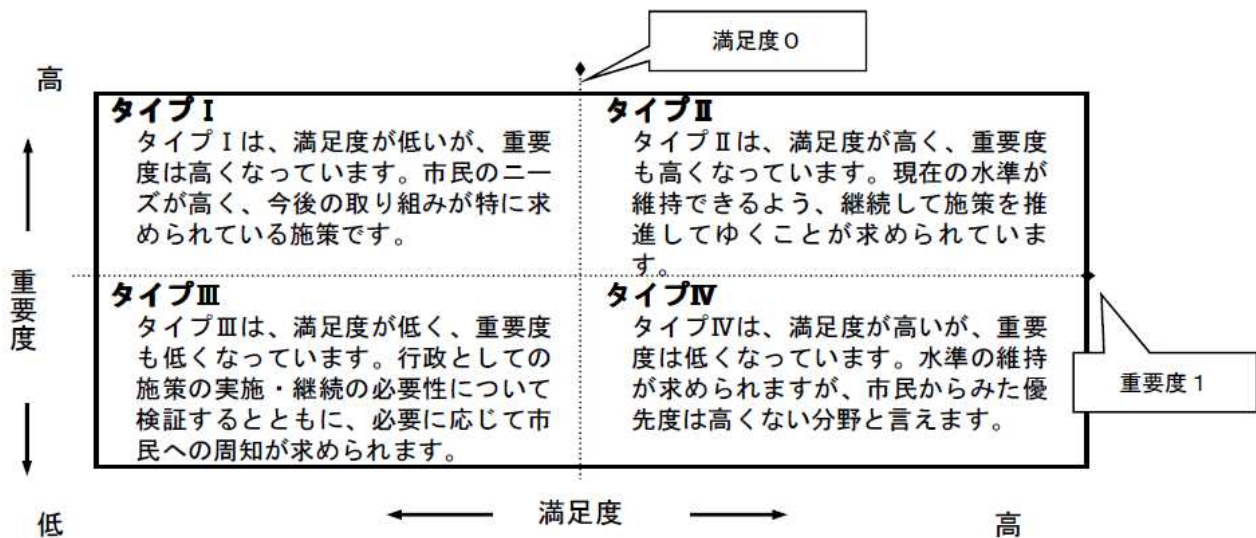 満足度０
高
タイプⅠ
タイプⅠは、満足度が低いが、重要
度は高くなっています。市民のニー
ズが高く、今後の取り組みが特に求
められている施策です。
タイプⅡ
タイプⅡは、満足度が高く、重要度
も高くなっています。現在の水準が
維持できるよう、継続して施策を推
進してゆくことが求められていま
す。
重要度
タイプⅢ
タイプⅢは、満足度が低く、重要度
も低くなっています。行政としての
施策の実施・継続の必要性について
検証するとともに、必要に応じて市
民への周知が求められます。
タイプⅣ
タイプⅣは、満足度が高いが、重要
度は低くなっています。水準の維持
が求められますが、市民からみた優
先度は高くない分野と言えます。
重要度１
低
満足度
高